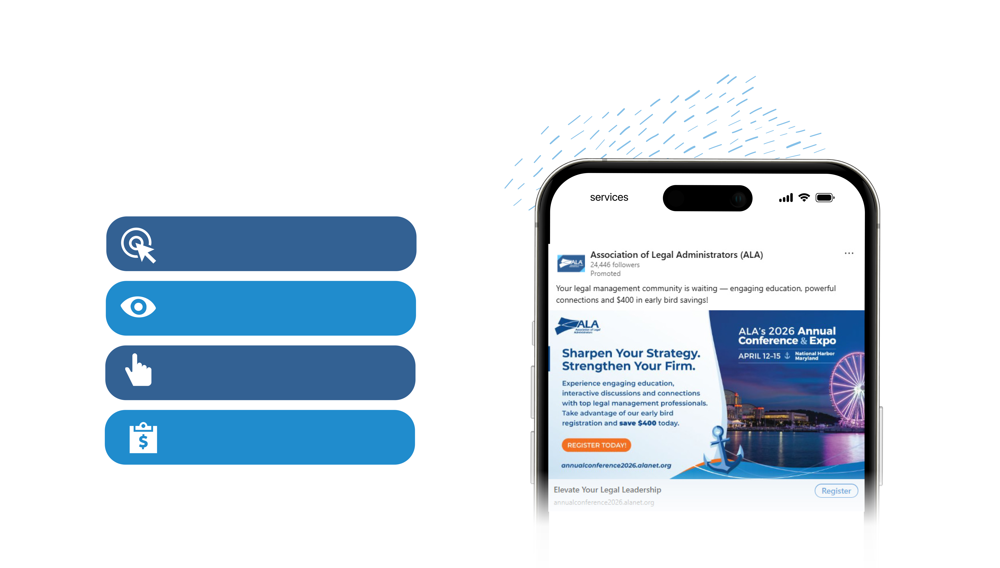 services
Association of Legal Administrators (ALA)
24,446 followers
Promoted
Your legal management community is waiting — engaging education, powerful
connections and $400 in early bird savings!
ALA
Association of Legal
Administrators
Sharpen Your Strategy.
Strengthen Your Firm.
Experience engaging education,
interactive discussions and connections
with top legal management professionals.
Take advantage of our early bird
registration and save $400 today.
REGISTER TODAY!
annualconference2026.alanet.org
ALA's 2026 Annual
Conference & Expo
APRIL 12-15
National Harbor
Maryland
Elevate Your Legal Leadership
Register
annualconference2026.alanet.org
ALA
$